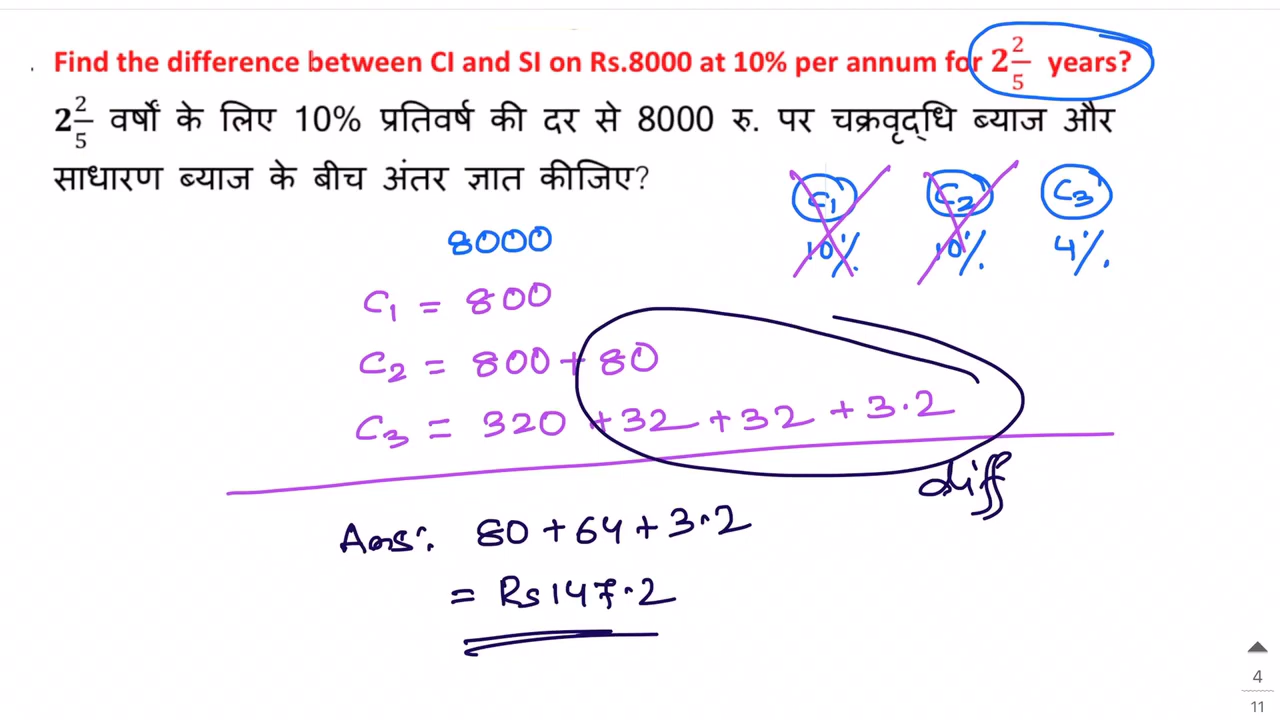 Find the difference between CI and SI on Rs.8000 at 10% per annum for 2 2/5 years?
2 2/5 वर्षों के लिए 10% प्रतिवर्ष की दर से 8000 रु. पर चक्रवृद्धि ब्याज और
साधारण ब्याज के बीच अंतर ज्ञात कीजिए?
C1 C2 C3
10% 10% 4%
8000
C1 = 800
C2 = 800 + 80
C3 = 320 + 32 + 32 + 3.2
diff
Ans: 80 + 64 + 3.2
= Rs 147.2
4
11